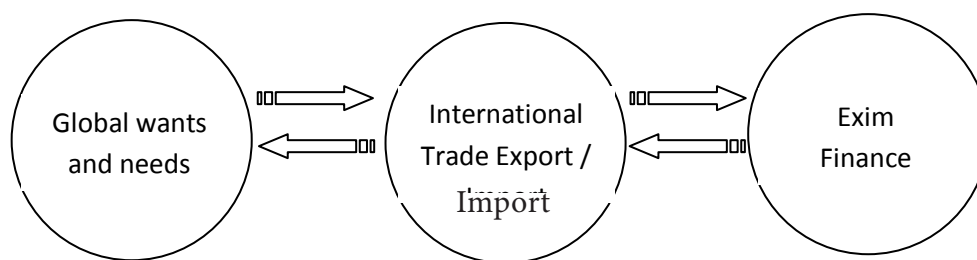 Global wants
and needs
International
Trade Export /
Import
Exim
Finance